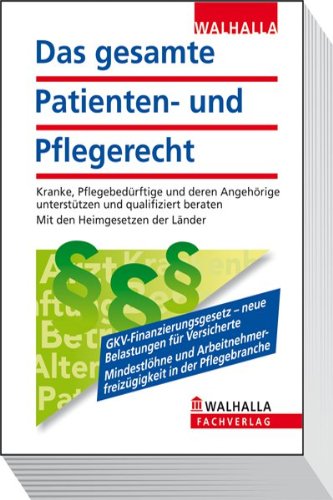 WALHALLA
Das gesamte
Patienten- und
Pflegerecht
Kranke, Pflegebedürftige und deren Angehörige
unterstützen und qualifiziert beraten
Mit den Heimgesetzen der Länder
Arzt
§§§
GKV-Finanzierungsgesetz – neue
Belastungen für Versicherte
Mindestlöhne und Arbeitnehmer-
freizügigkeit in der Pflegebranche
WALHALLA
FACHVERLAG